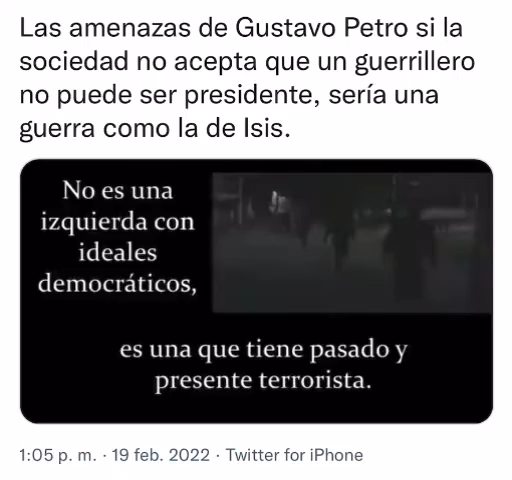 Las amenazas de Gustavo Petro si la
sociedad no acepta que un guerrillero
no puede ser presidente, sería una
guerra como la de Isis.
No es una
izquierda con
ideales
democráticos,
es una que tiene pasado y
presente terrorista.
1:05 p. m. · 19 feb. 2022 · Twitter for iPhone